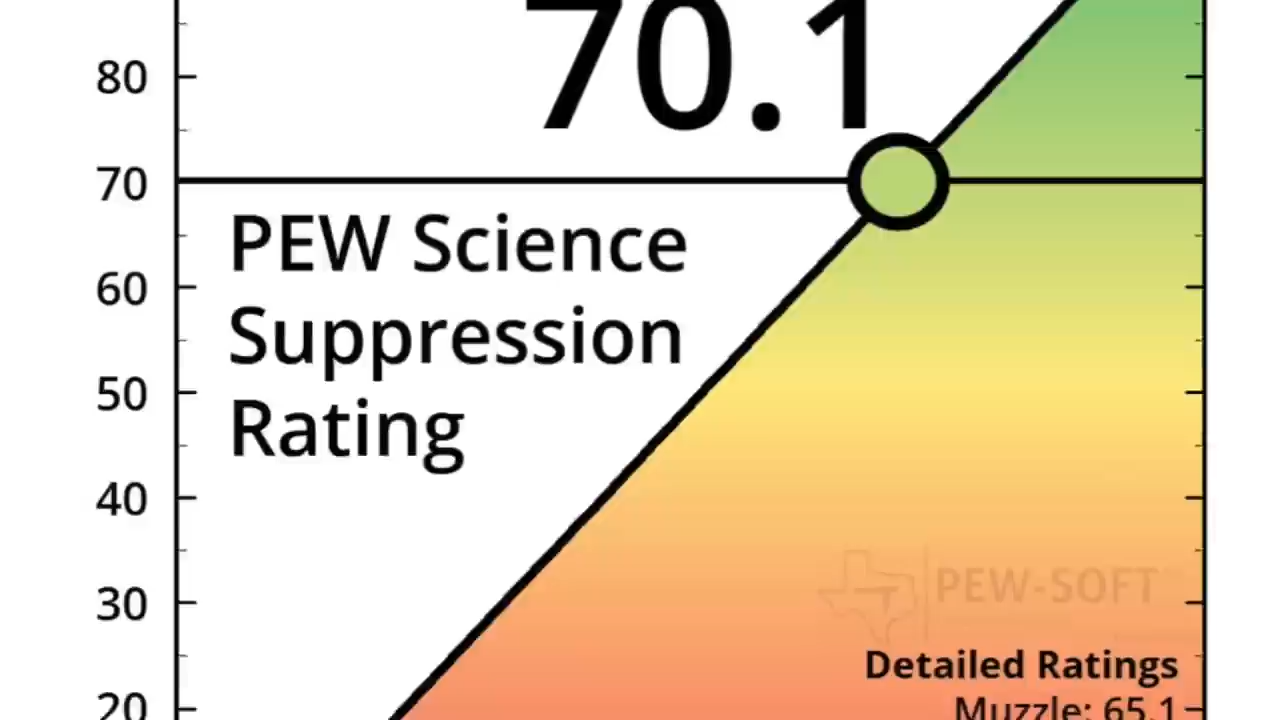 70.1
80
70
PEW Science
Suppression
Rating
60
50
40
30
20
PEW-SOFT™
Detailed Ratings
Muzzle: 65.1